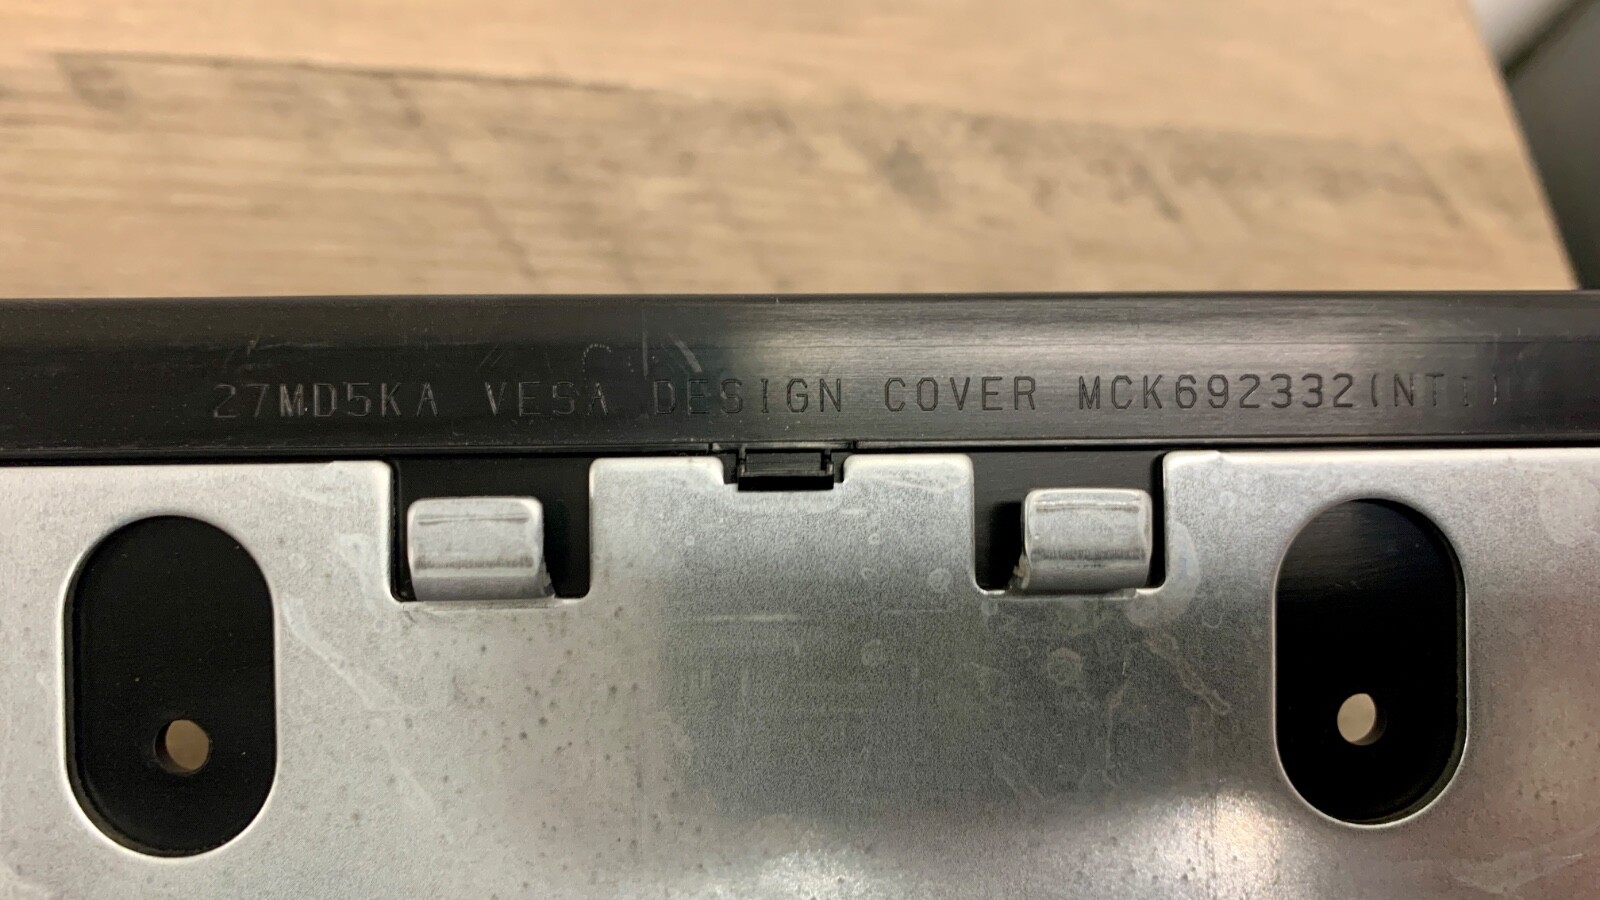 27MD5KA VESA DESIGN COVER MCK692332